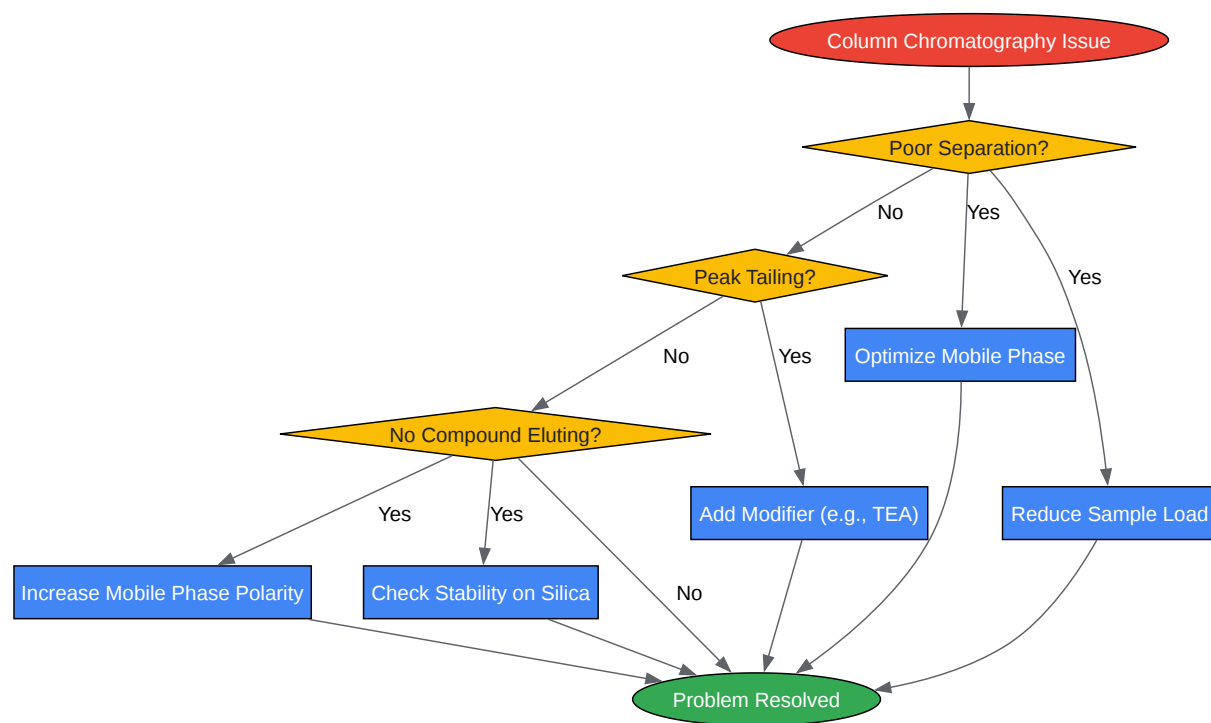 Column Chromatography Issue
Poor Separation?
No
Yes
Yes
Peak Tailing?
Optimize Mobile Phase
No
Yes
No Compound Eluting?
Add Modifier (e.g., TEA)
Reduce Sample Load
Yes
Yes
No
Increase Mobile Phase Polarity
Check Stability on Silica
Problem Resolved